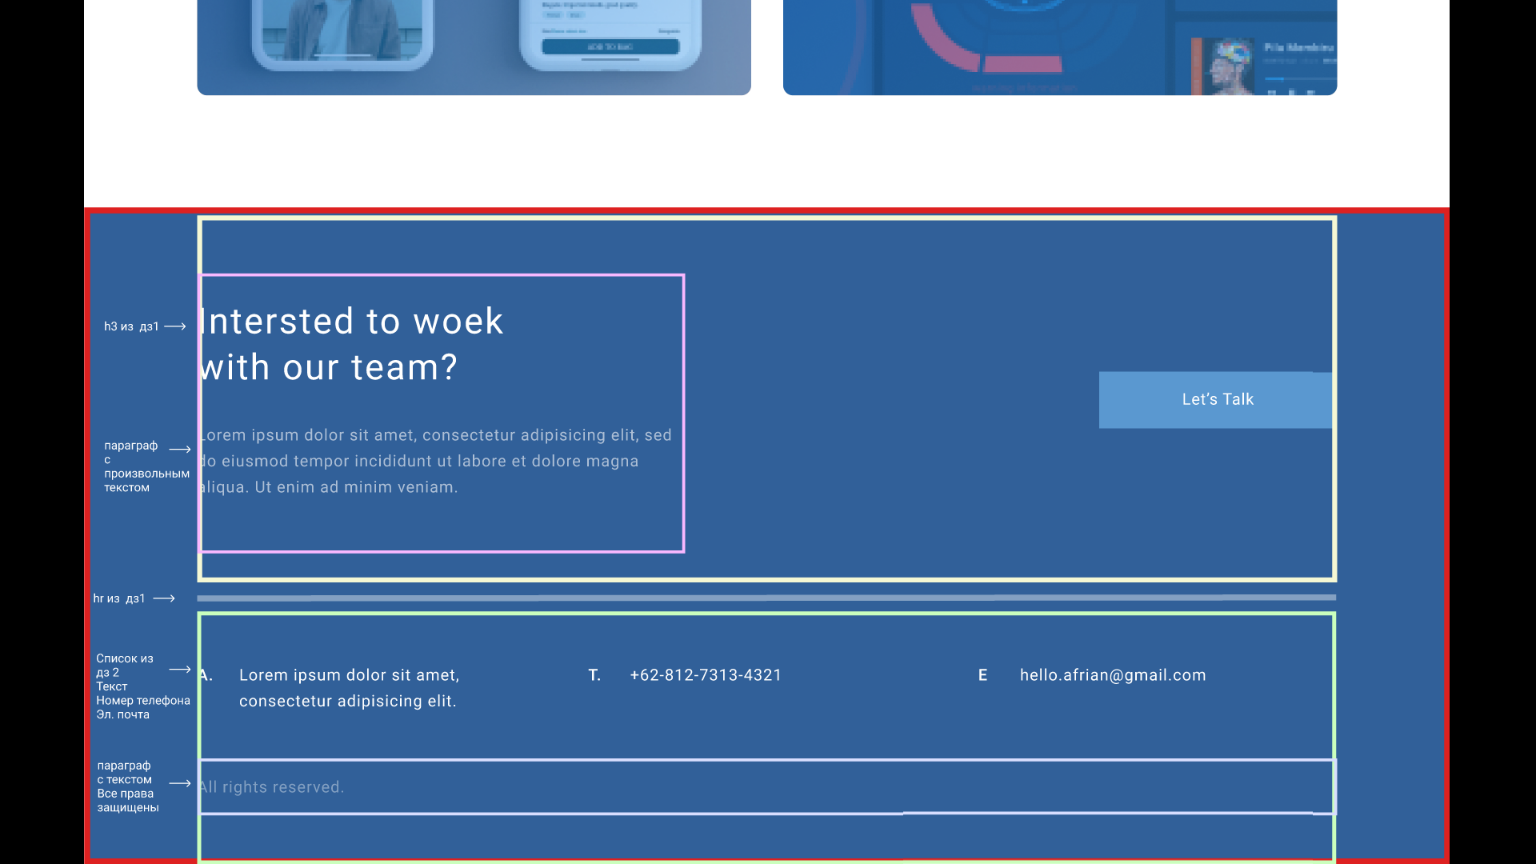 ADD TO BAG
h3 из дз1
Intersted to woek
with our team?
Let's Talk
параграф
с
произвольным
текстом
Lorem ipsum dolor sit amet, consectetur adipisicing elit, sed
do eiusmod tempor incididunt ut labore et dolore magna
aliqua. Ut enim ad minim veniam.
hr из дз1
Список из
дз 2
Текст
Номер телефона
Эл. почта
A. Lorem ipsum dolor sit amet,
consectetur adipisicing elit.
T. +62-812-7313-4321
E hello.afrian@gmail.com
параграф
с текстом
Все права
защищены
All rights reserved.